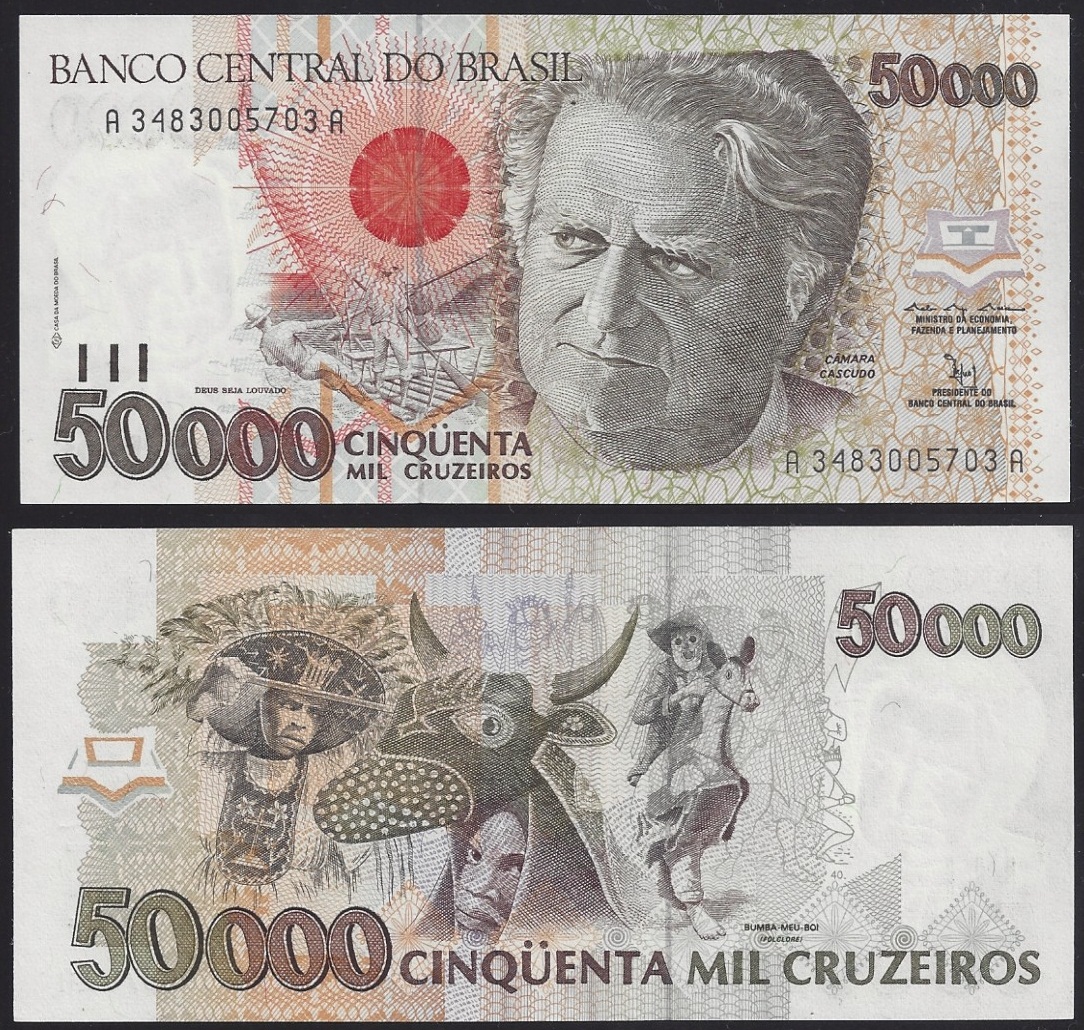 BANCO CENTRAL DO BRASIL
50000
A 3483005703 A
CASA DA MOEDA DO BRASIL
MINISTRO DA ECONOMIA,
FAZENDA E PLANEJAMENTO
CÂMARA
CASCUDO
PRESIDENTE DO
BANCO CENTRAL DO BRASIL
DEUS SEJA LOUVADO
50000 CINQÜENTA
MIL CRUZEIROS
A 3483005703 A
50000
40.
BUMBA-MEU-BOI
(FOLCLORE)
50000 CINQÜENTA MIL CRUZEIROS